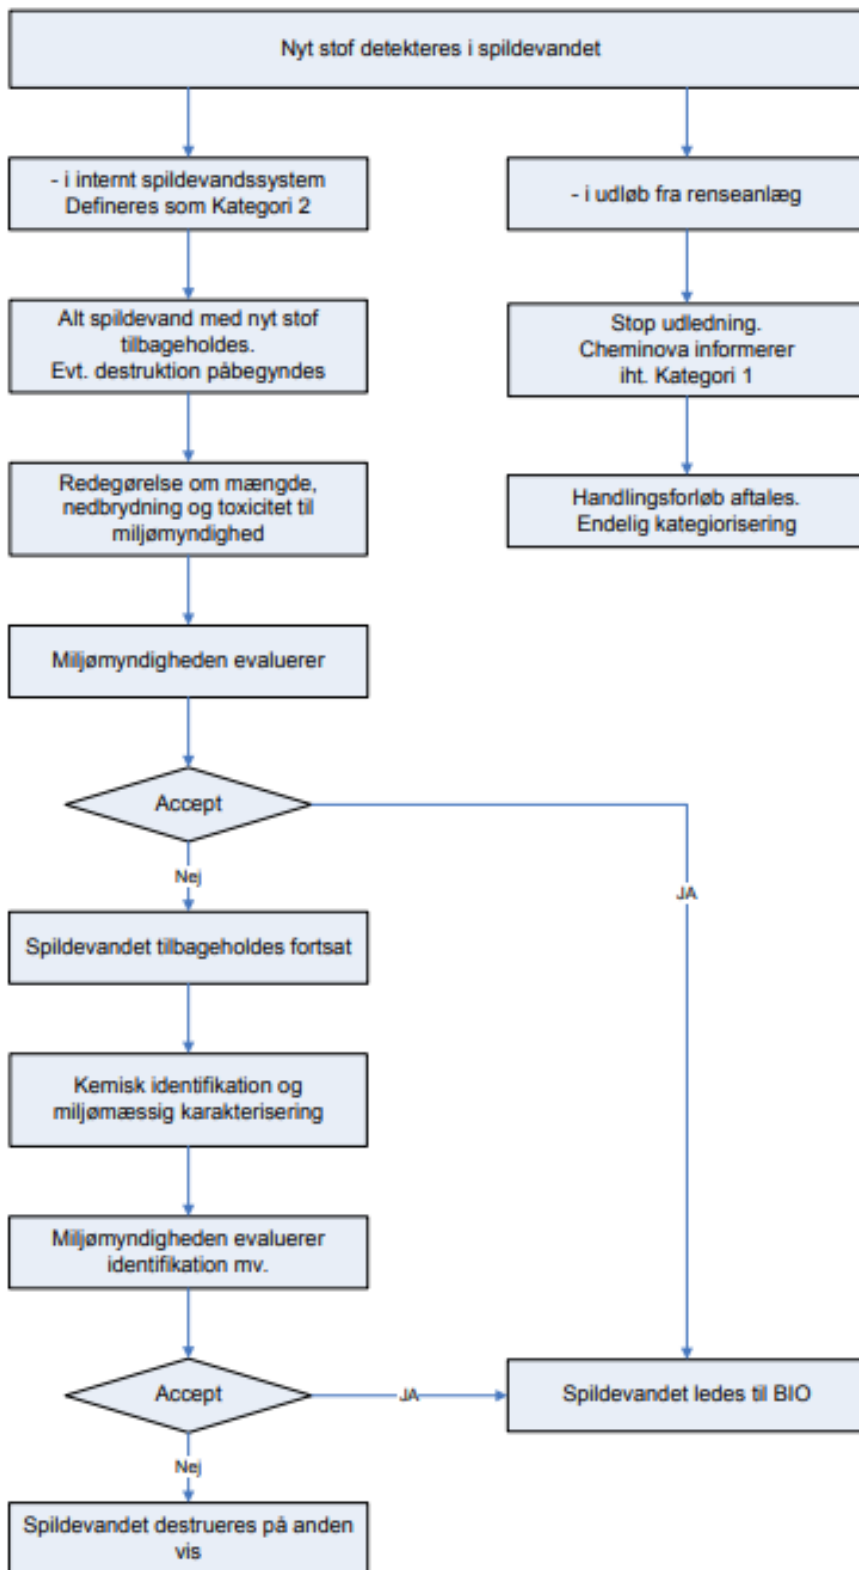 Nyt stof detekteres i spildevandet
- i internt spildevandssystem
Defineres som Kategori 2
- i udløb fra renseanlæg
Alt spildevand med nyt stof
tilbageholdes.
Evt. destruktion påbegyndes
Stop udledning.
Cheminova informerer
iht. Kategori 1
Redegørelse om mængde,
nedbrydning og toxicitet til
miljømyndighed
Handlingsforløb aftales.
Endelig kategiorisering
Miljømyndigheden evaluerer
Accept
Nej
JA
Spildevandet tilbageholdes fortsat
Kemisk identifikation og
miljømæssig karakterisering
Miljømyndigheden evaluerer
identifikation mv.
Accept
JA
Spildevandet ledes til BIO
Nej
Spildevandet destrueres på anden
vis